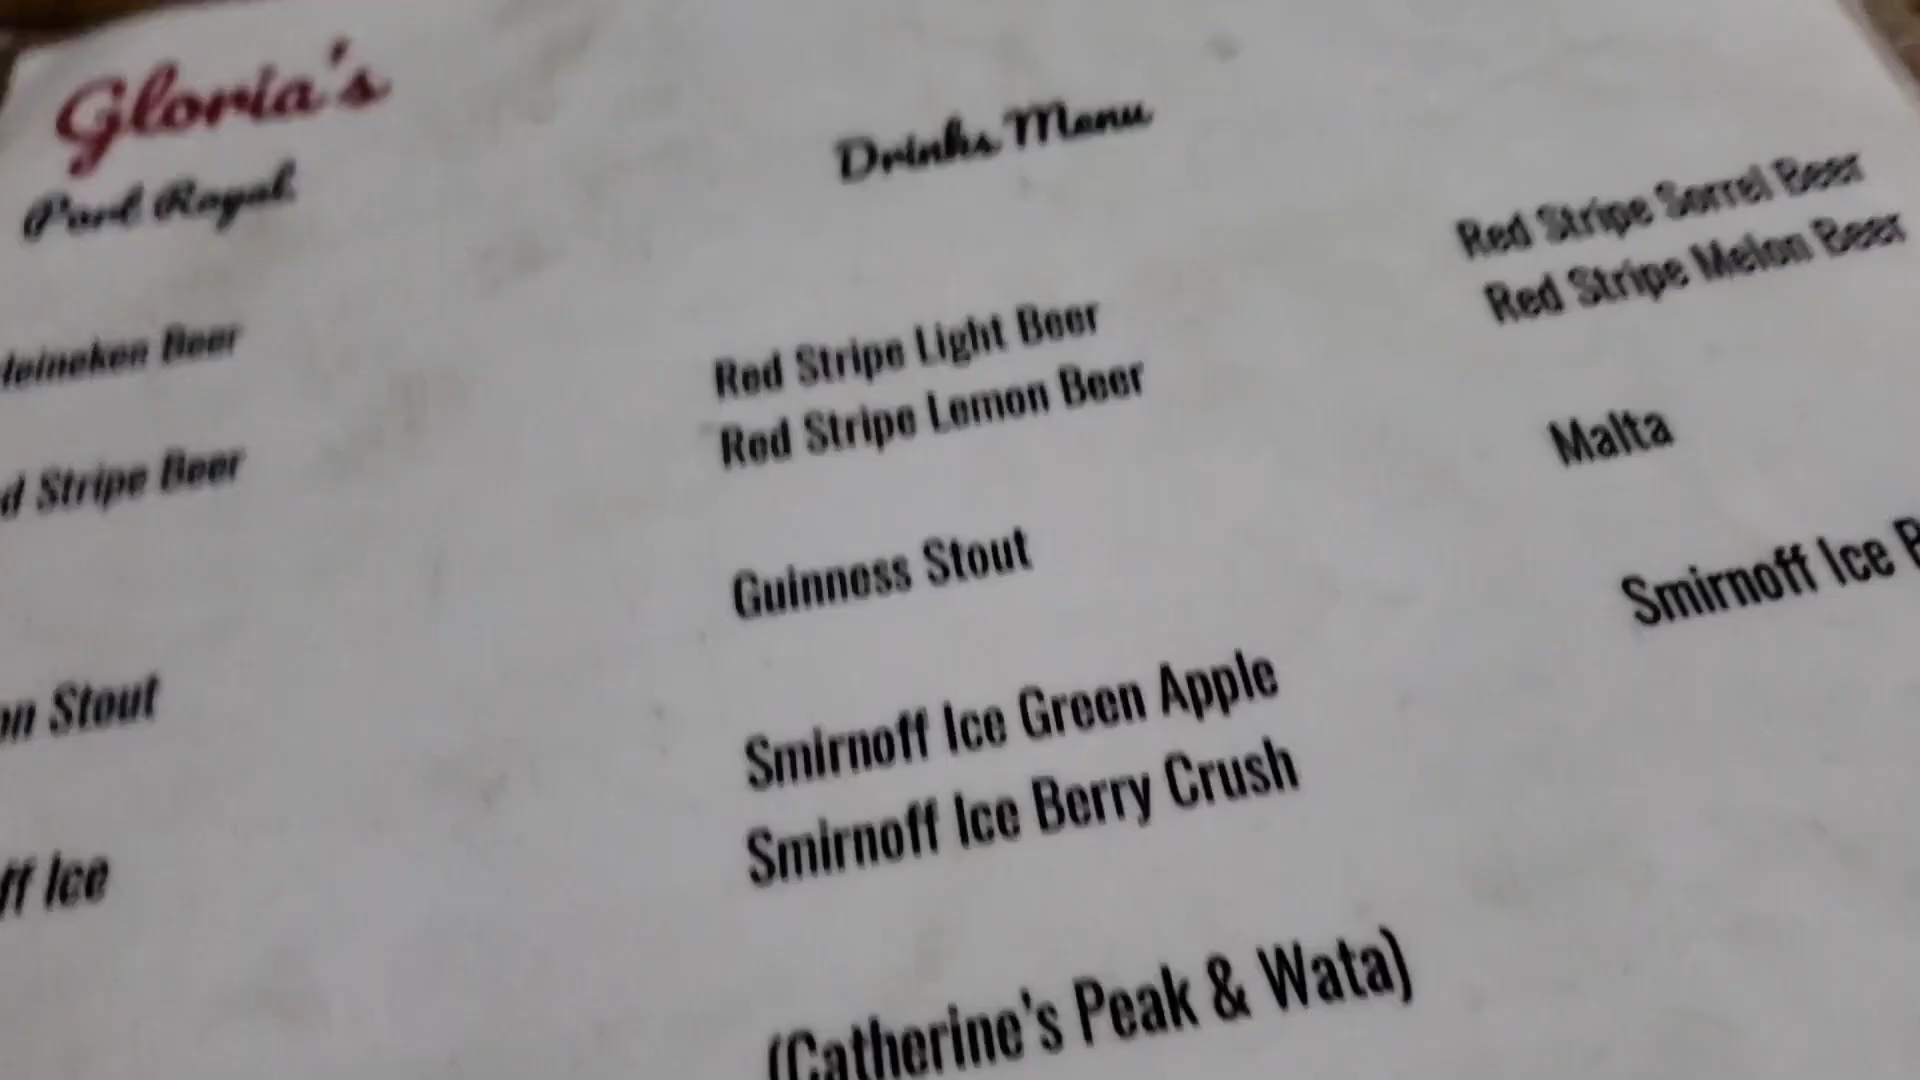 Gloria's
Port Royal
Drinks Menu
Red Stripe Sorrel Beer
Red Stripe Melon Beer
Heineken Beer
Red Stripe Light Beer
Red Stripe Lemon Beer
Stripe Beer
Malta
Guinness Stout
Smirnoff Ice
Stout
Smirnoff Ice Green Apple
Smirnoff Ice Berry Crush
Ice
(Catherine's Peak & Wata)